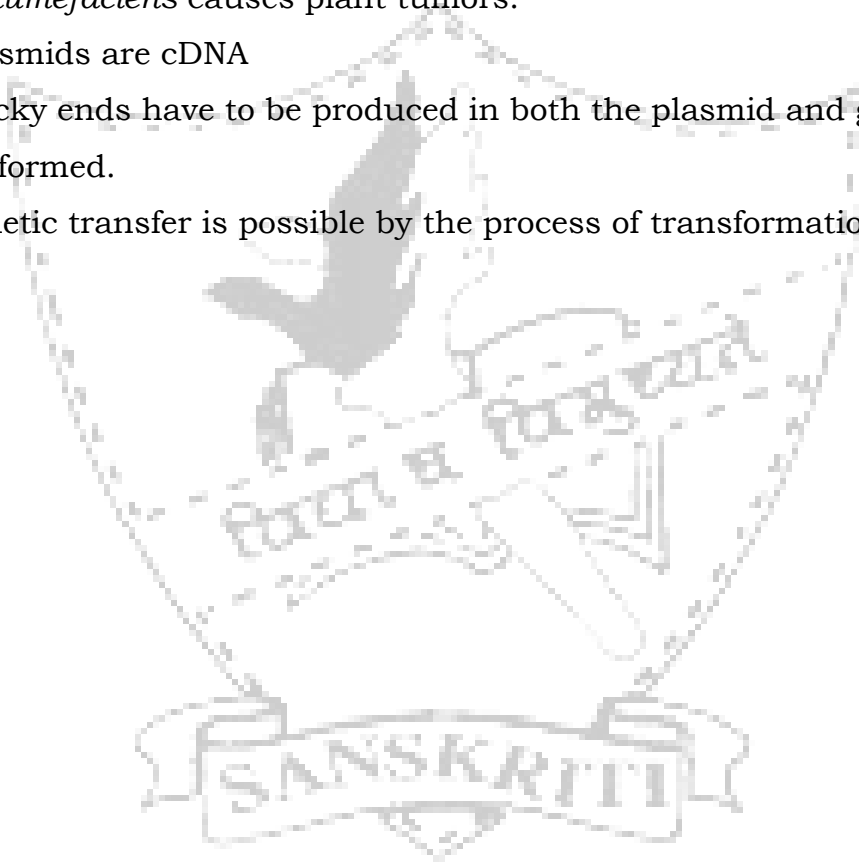 tumefaciens causes plant tumors.
smids are cDNA
cky ends have to be produced in both the plasmid and g
formed.
etic transfer is possible by the process of transformatio
SANSKRITI